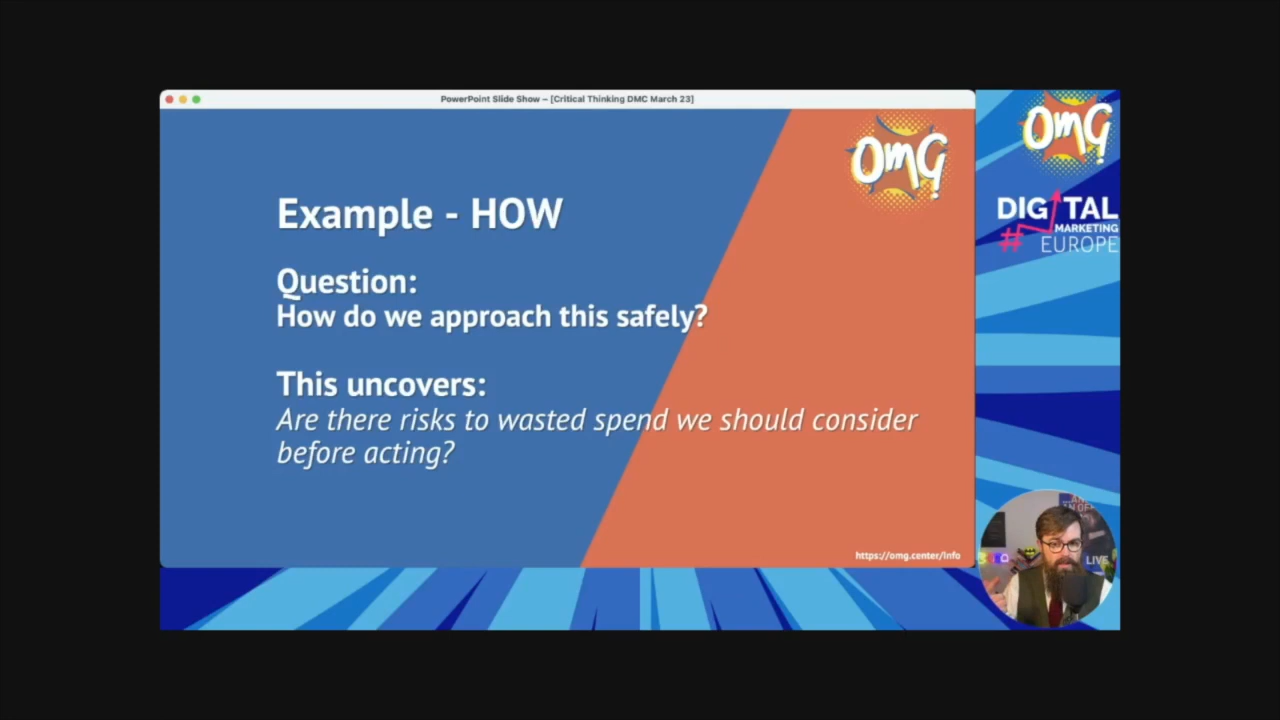 PowerPoint Slide Show – [Critical Thinking DMC March 23]
OMG
OMG
Example - HOW
DIGITAL
MARKETING
# EUROPE
Question:
How do we approach this safely?
This uncovers:
Are there risks to wasted spend we should consider
before acting?
https://omg.center/info
LIVE